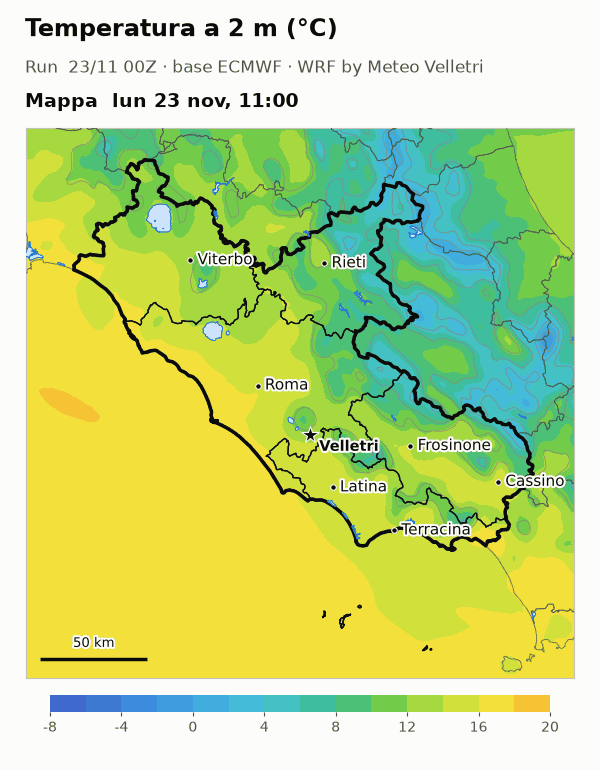 Temperatura a 2 m (°C)
Run  23/11 00Z · base ECMWF · WRF by Meteo Velletri
Mappa  lun 23 nov, 11:00
Viterbo
Rieti
Roma
Velletri
Frosinone
Latina
Cassino
Terracina
50 km
-8 -4 0 4 8 12 16 20